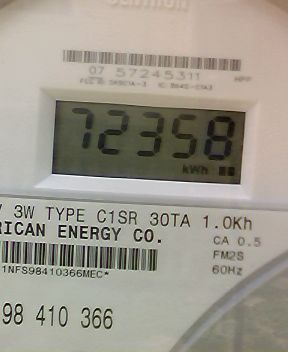 07 57245311
72358
kWh
V 3W TYPE C1SR 30TA 1.0Kh
RICAN ENERGY CO.
CA 0.5
FM2S
60Hz
1NFS98410366MEC*
98 410 366